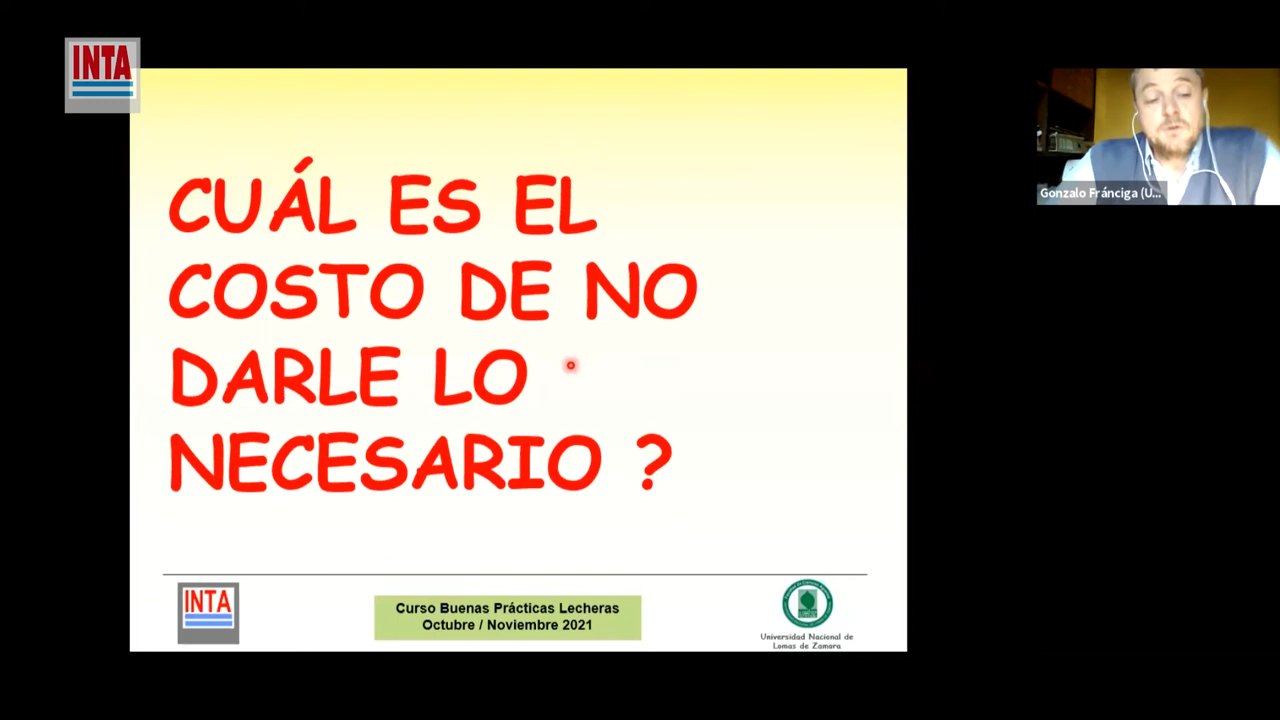 INTA
CUÁL ES EL
COSTO DE NO
DARLE LO
NECESARIO ?
Gonzalo Fránciga (U...
INTA
Curso Buenas Prácticas Lecheras
Octubre / Noviembre 2021
Universidad Nacional de
Lomas de Zamora